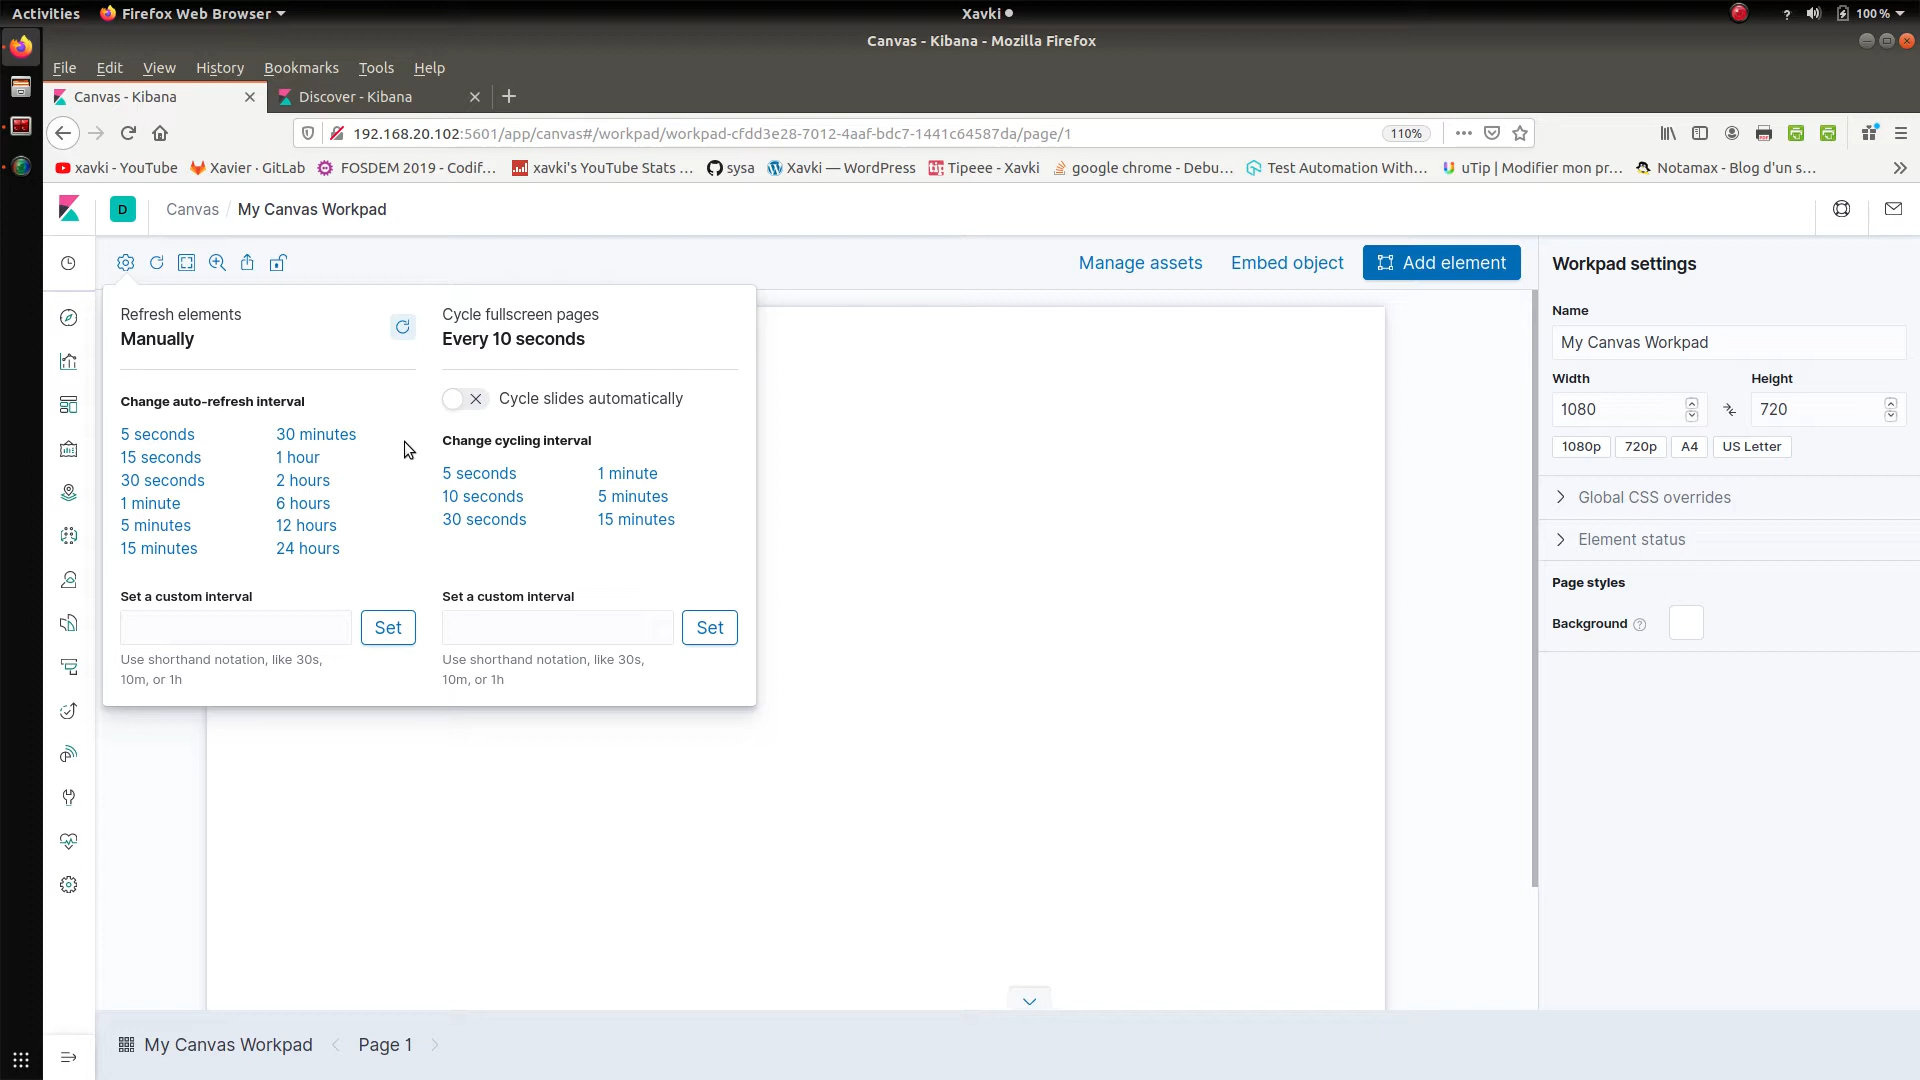 Activities Firefox Web Browser Xavki ? 100 %
Canvas - Kibana - Mozilla Firefox
File Edit View History Bookmarks Tools Help
Canvas - Kibana Discover - Kibana
192.168.20.102:5601/app/canvas#/workpad/workpad-cfdd3e28-7012-4aaf-bdc7-1441c64587da/page/1 110%
xavki - YouTube Xavier · GitLab FOSDEM 2019 - Codif... xavki's YouTube Stats ... sysa Xavki — WordPress Tipeee - Xavki google chrome - Debu... Test Automation With... uTip | Modifier mon pr... Notamax - Blog d'un s...
D Canvas / My Canvas Workpad
Manage assets Embed object Add element
Refresh elements
Manually
Cycle fullscreen pages
Every 10 seconds
Change auto-refresh interval
5 seconds 30 minutes
15 seconds 1 hour
30 seconds 2 hours
1 minute 6 hours
5 minutes 12 hours
15 minutes 24 hours
Set a custom interval
Set
Use shorthand notation, like 30s,
10m, or 1h
Cycle slides automatically
Change cycling interval
5 seconds 1 minute
10 seconds 5 minutes
30 seconds 15 minutes
Set a custom interval
Set
Use shorthand notation, like 30s,
10m, or 1h
Workpad settings
Name
My Canvas Workpad
Width Height
1080 720
1080p 720p A4 US Letter
Global CSS overrides
Element status
Page styles
Background ?
My Canvas Workpad Page 1